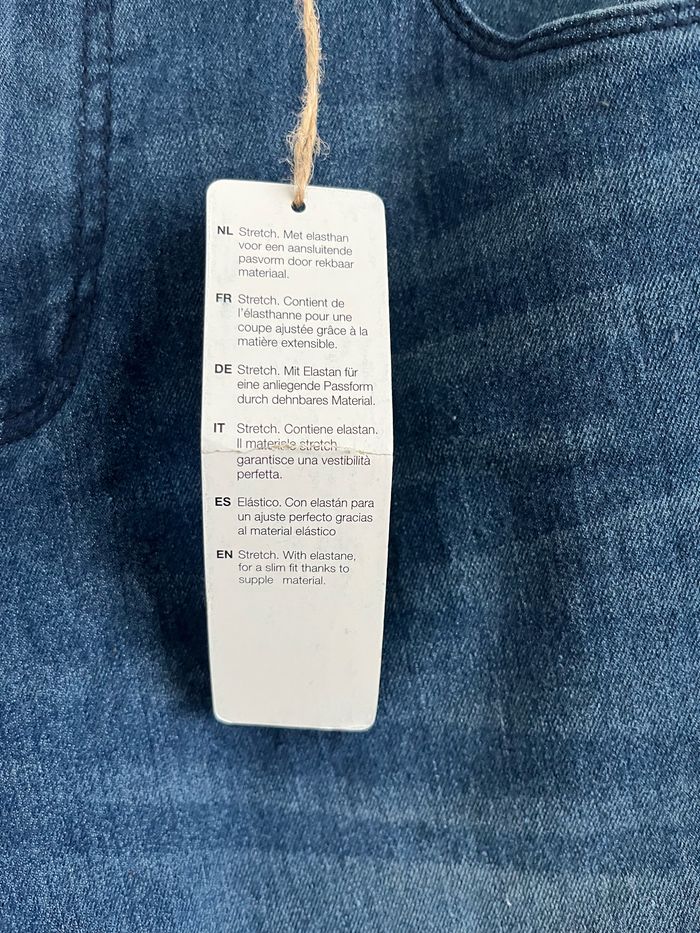 NL Stretch. Met elasthan
voor een aansluitende
pasvorm door rekbaar
materiaal.
FR Stretch. Contient de
l'élasthanne pour une
coupe ajustée grâce à la
matière extensible.
DE Stretch. Mit Elastan für
eine anliegende Passform
durch dehnbares Material.
IT Stretch. Contiene elastan.
Il materiale stretch
garantisce una vestibilità
perfetta.
ES Elástico. Con elastán para
un ajuste perfecto gracias
al material elástico
EN Stretch. With elastane,
for a slim fit thanks to
supple material.